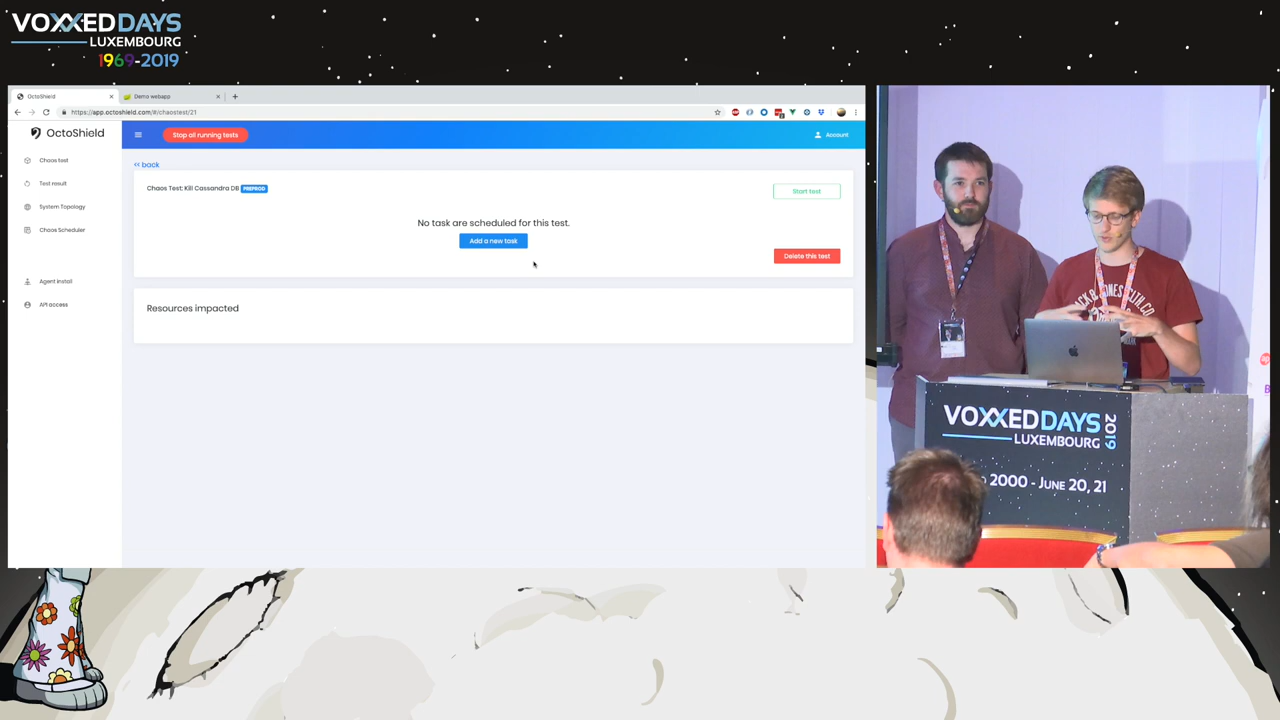 VOXXED DAYS
LUXEMBOURG
1969-2019
OctoShield
Demo webapp
https://app.octoshield.com/#/chaostest/21
OctoShield
Stop all running tests
Account
Chaos test
Test result
System Topology
Chaos Scheduler
Agent install
API access
<< back
Chaos Test: Kill Cassandra DB PREPROD
Start test
No task are scheduled for this test.
Add a new task
Delete this test
Resources impacted
VOXXED DAYS 2019
LUXEMBOURG
2000 - JUNE 20, 21